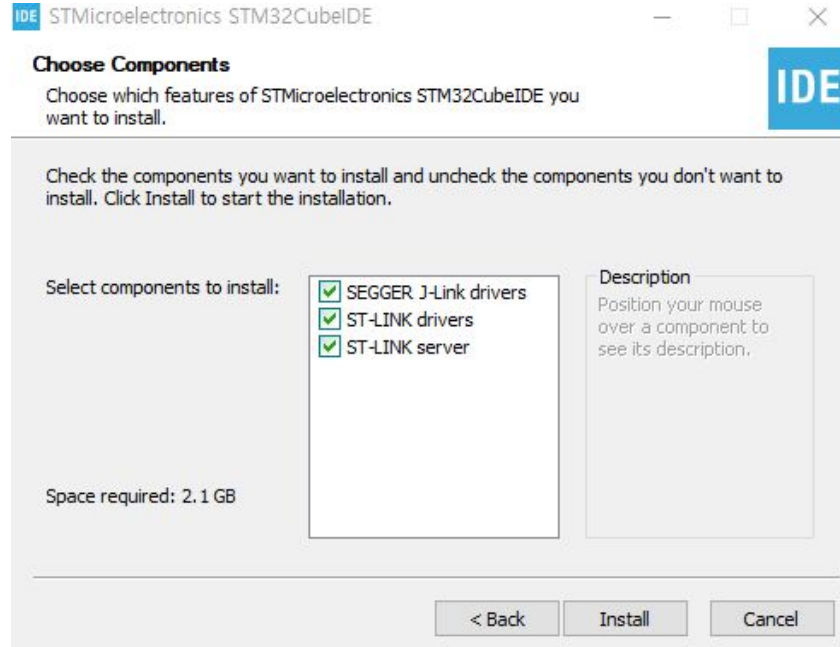 IDE STMicroelectronics STM32CubeIDE
Choose Components
Choose which features of STMicroelectronics STM32CubeIDE you
want to install.
IDE
Check the components you want to install and uncheck the components you don't want to
install. Click Install to start the installation.
Select components to install:
SEGGER J-Link drivers
ST-LINK drivers
ST-LINK server
Description
Position your mouse
over a component to
see its description.
Space required: 2.1 GB
< Back
Install
Cancel